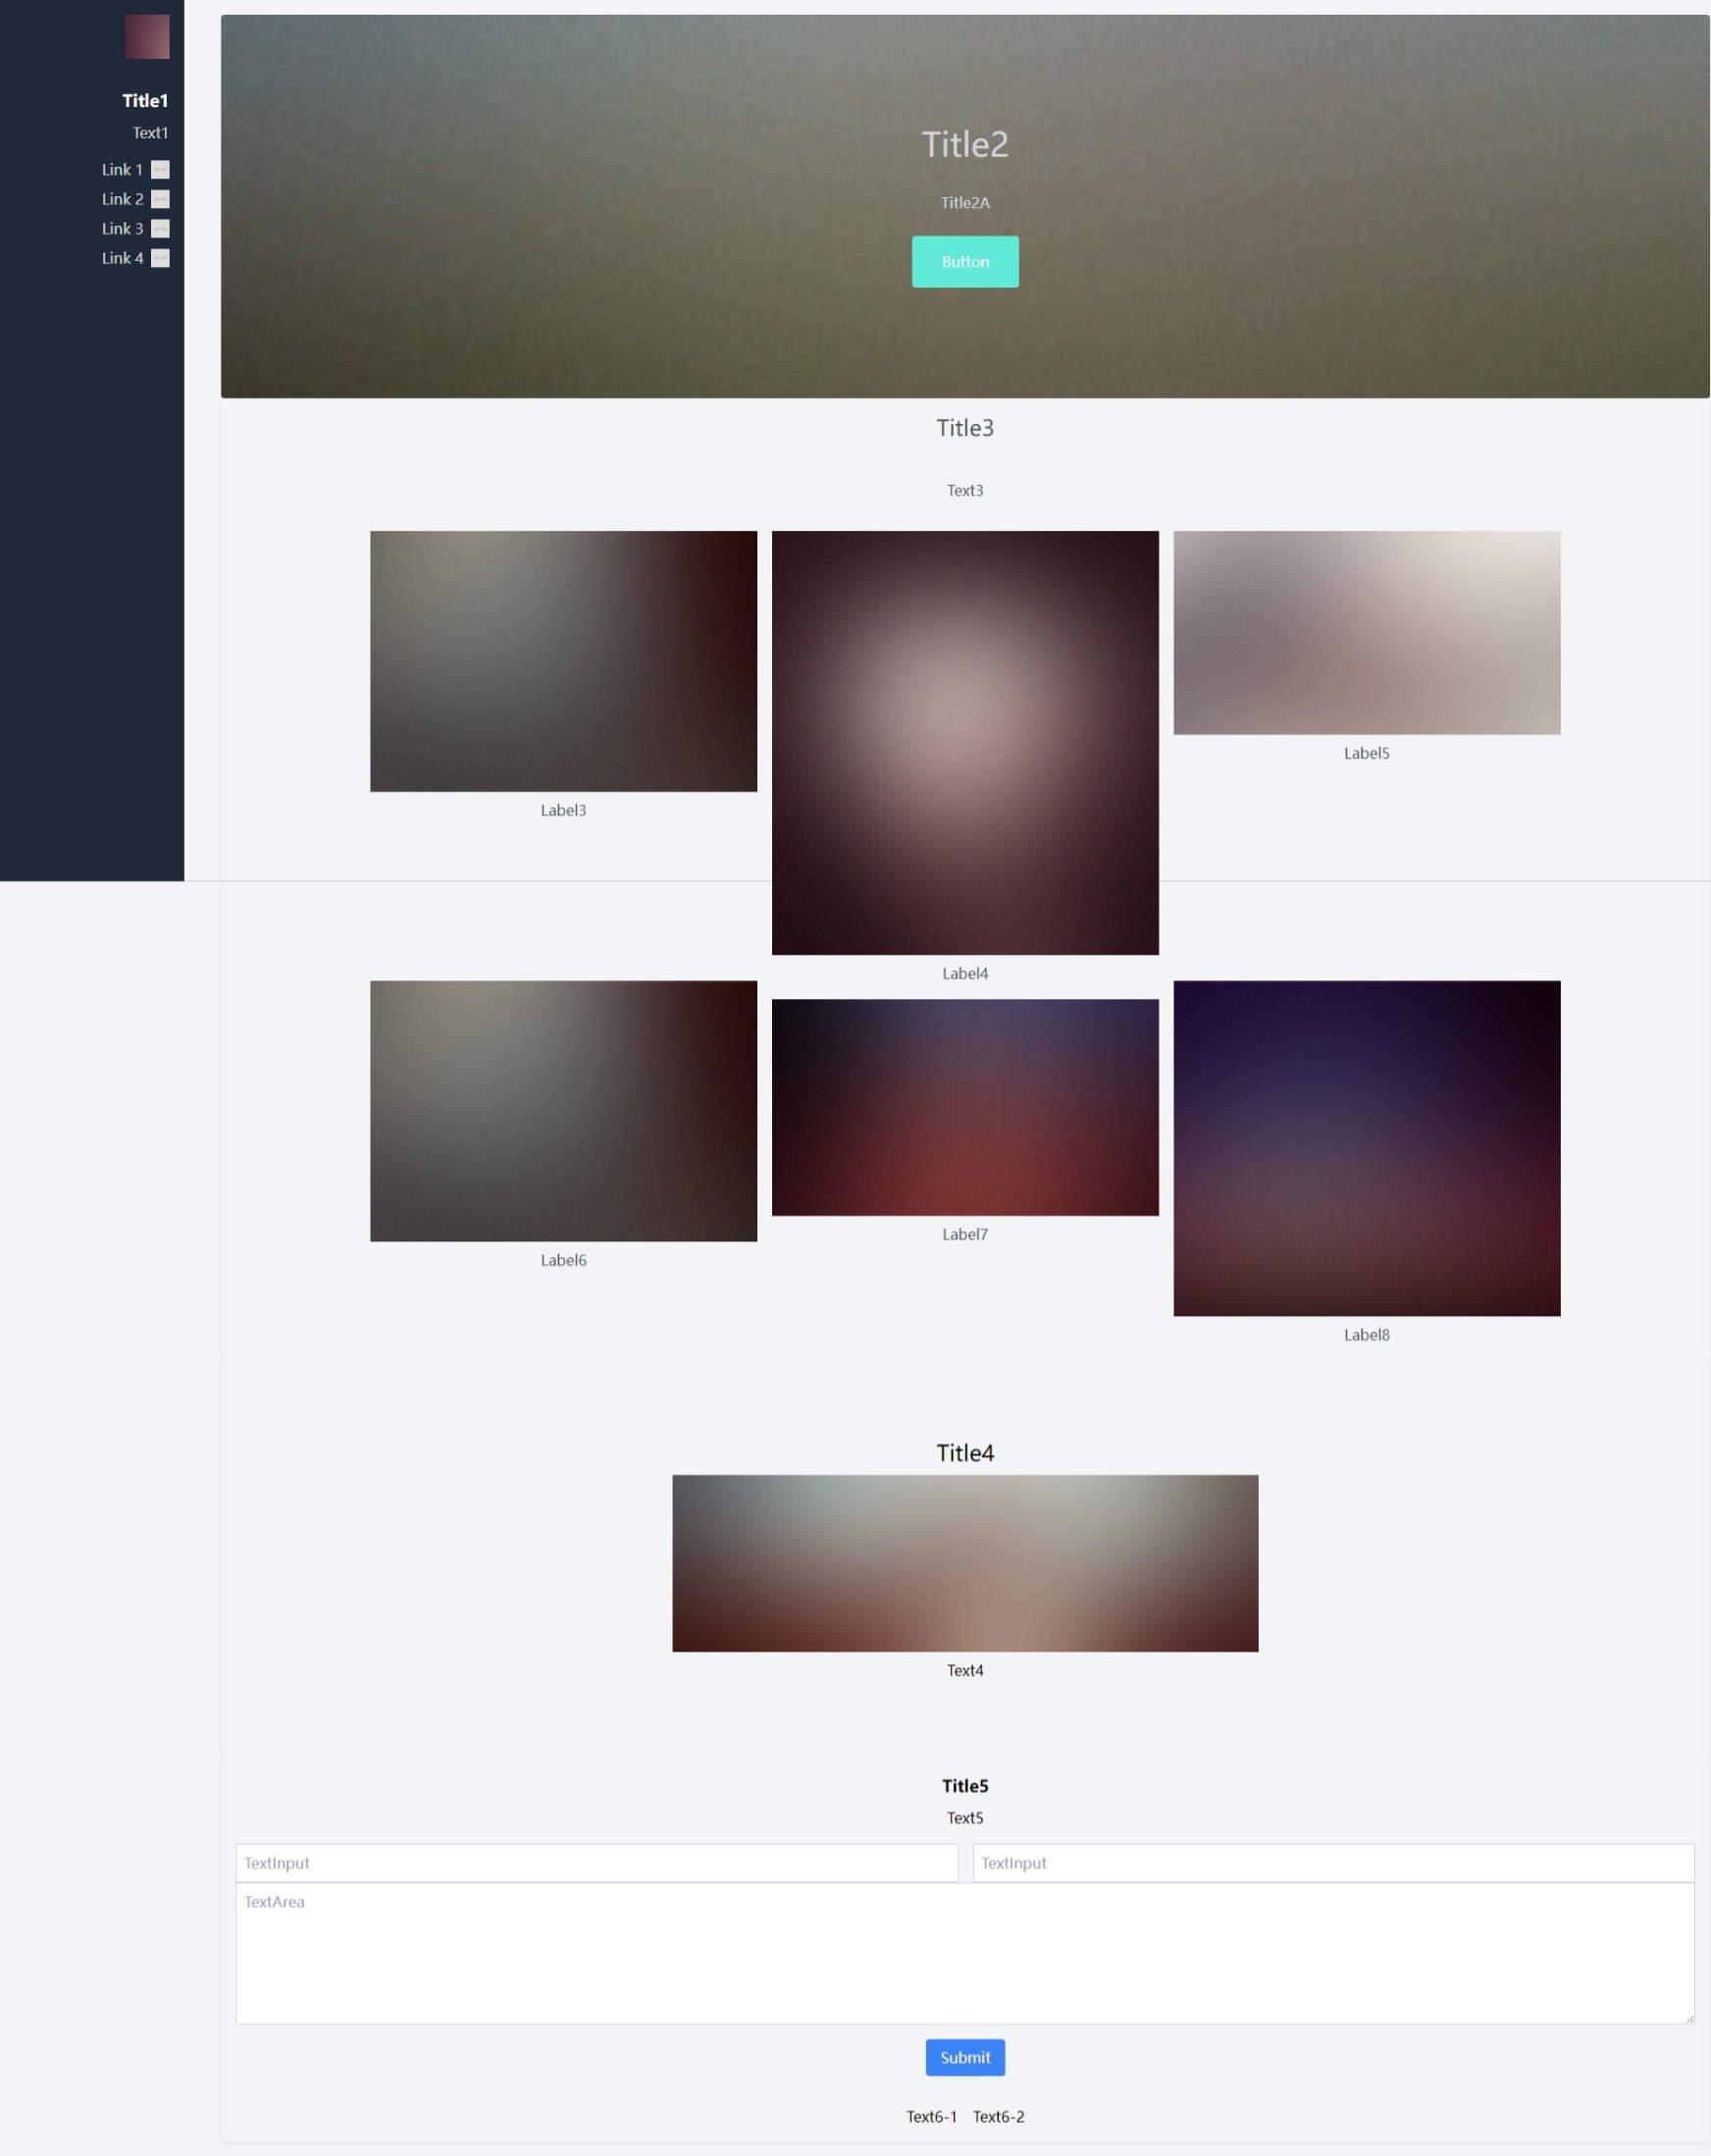 Title1
Text1
Link 1
Link 2
Link 3
Link 4
Title2
Title2A
Button
Title3
Text3
Label3
Label4
Label5
Label6
Label7
Label8
Title4
Text4
Title5
Text5
TextInput
TextInput
TextArea
Submit
Text6-1 Text6-2